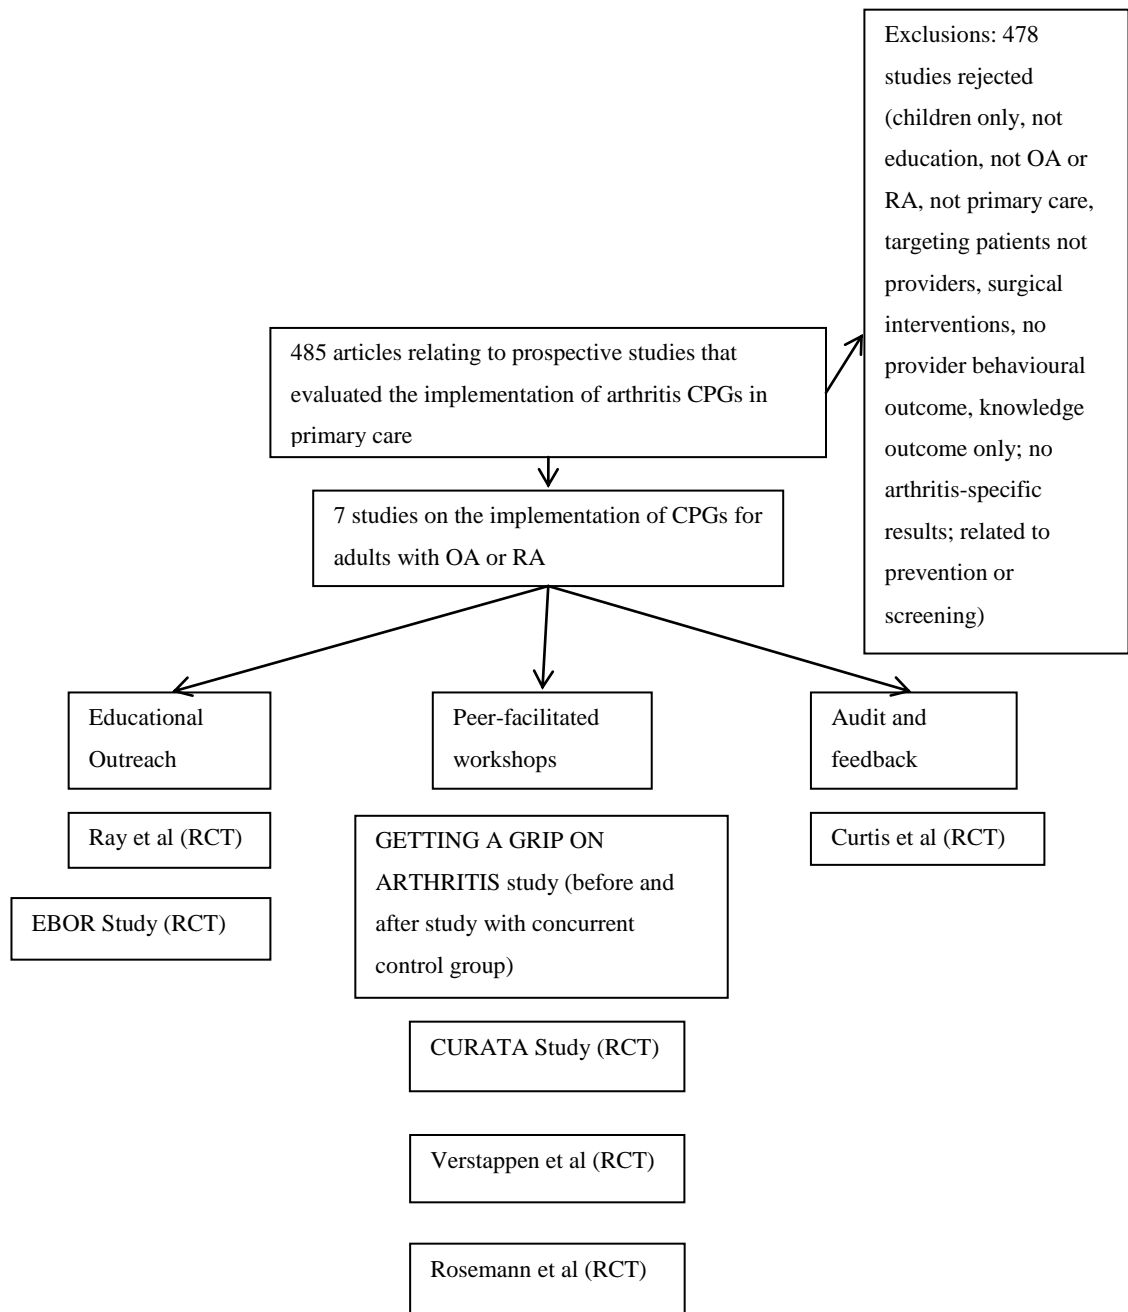 Exclusions: 478
studies rejected
(children only, not
education, not OA or
RA, not primary care,
targeting patients not
providers, surgical
interventions, no
provider behavioural
outcome, knowledge
outcome only; no
arthritis-specific
results; related to
prevention or
screening)
485 articles relating to prospective studies that
evaluated the implementation of arthritis CPGs in
primary care
7 studies on the implementation of CPGs for
adults with OA or RA
Educational
Outreach
Peer-facilitated
workshops
Audit and
feedback
Ray et al (RCT)
EBOR Study (RCT)
GETTING A GRIP ON
ARTHRITIS study (before and
after study with concurrent
control group)
Curtis et al (RCT)
CURATA Study (RCT)
Verstappen et al (RCT)
Rosemann et al (RCT)